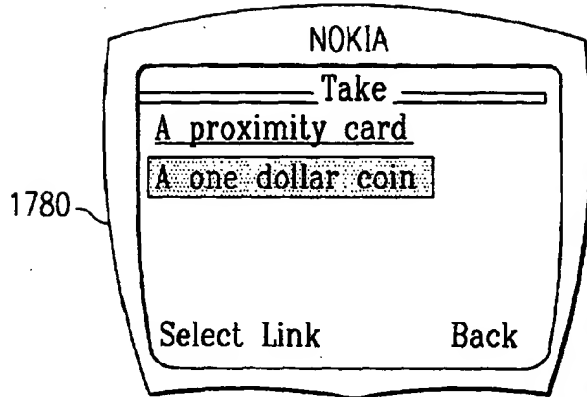 NOKIA
Take
A proximity card
A one dollar coin
1780
Select Link Back